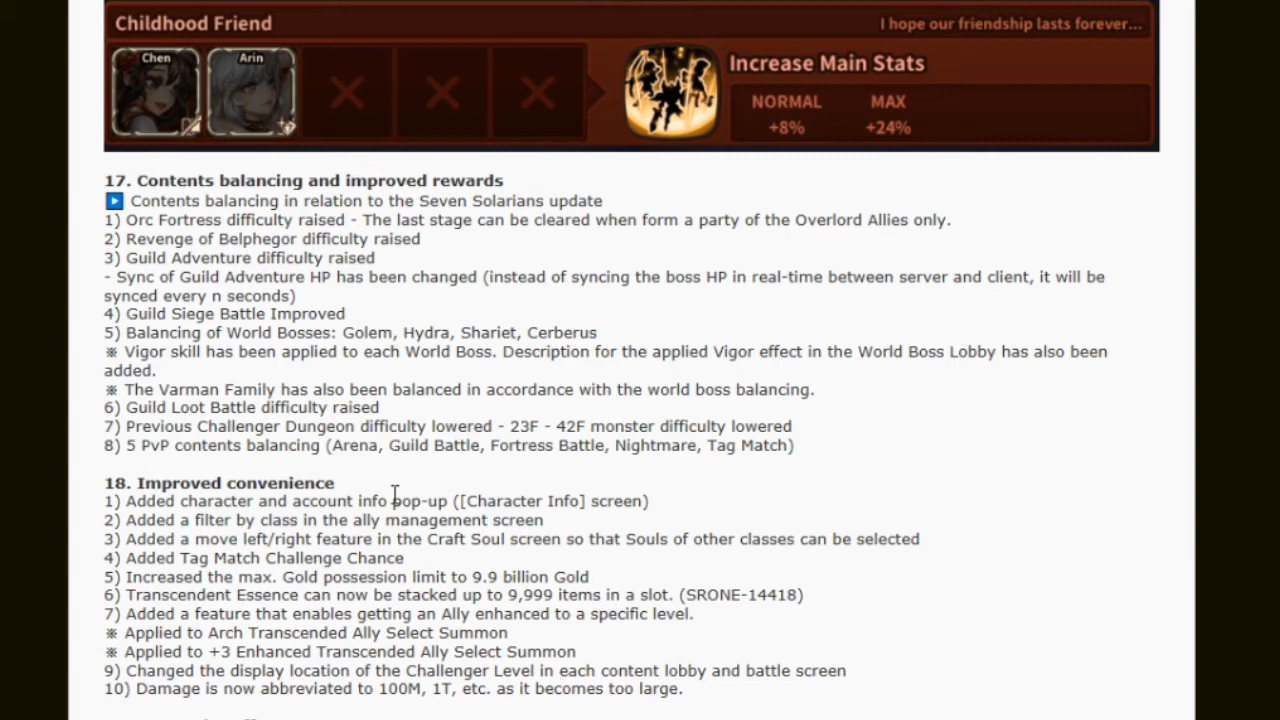 Childhood Friend
I hope our friendship lasts forever...
Chen
Arin
Increase Main Stats
NORMAL MAX
+8% +24%
17. Contents balancing and improved rewards
Contents balancing in relation to the Seven Solarians update
1) Orc Fortress difficulty raised - The last stage can be cleared when form a party of the Overlord Allies only.
2) Revenge of Belphegor difficulty raised
3) Guild Adventure difficulty raised
- Sync of Guild Adventure HP has been changed (instead of syncing the boss HP in real-time between server and client, it will be
synced every n seconds)
4) Guild Siege Battle Improved
5) Balancing of World Bosses: Golem, Hydra, Shariet, Cerberus
※ Vigor skill has been applied to each World Boss. Description for the applied Vigor effect in the World Boss Lobby has also been
added.
※ The Varman Family has also been balanced in accordance with the world boss balancing.
6) Guild Loot Battle difficulty raised
7) Previous Challenger Dungeon difficulty lowered - 23F - 42F monster difficulty lowered
8) 5 PvP contents balancing (Arena, Guild Battle, Fortress Battle, Nightmare, Tag Match)
18. Improved convenience
1) Added character and account info pop-up ([Character Info] screen)
2) Added a filter by class in the ally management screen
3) Added a move left/right feature in the Craft Soul screen so that Souls of other classes can be selected
4) Added Tag Match Challenge Chance
5) Increased the max. Gold possession limit to 9.9 billion Gold
6) Transcendent Essence can now be stacked up to 9,999 items in a slot. (SRONE-14418)
7) Added a feature that enables getting an Ally enhanced to a specific level.
※ Applied to Arch Transcended Ally Select Summon
※ Applied to +3 Enhanced Transcended Ally Select Summon
9) Changed the display location of the Challenger Level in each content lobby and battle screen
10) Damage is now abbreviated to 100M, 1T, etc. as it becomes too large.